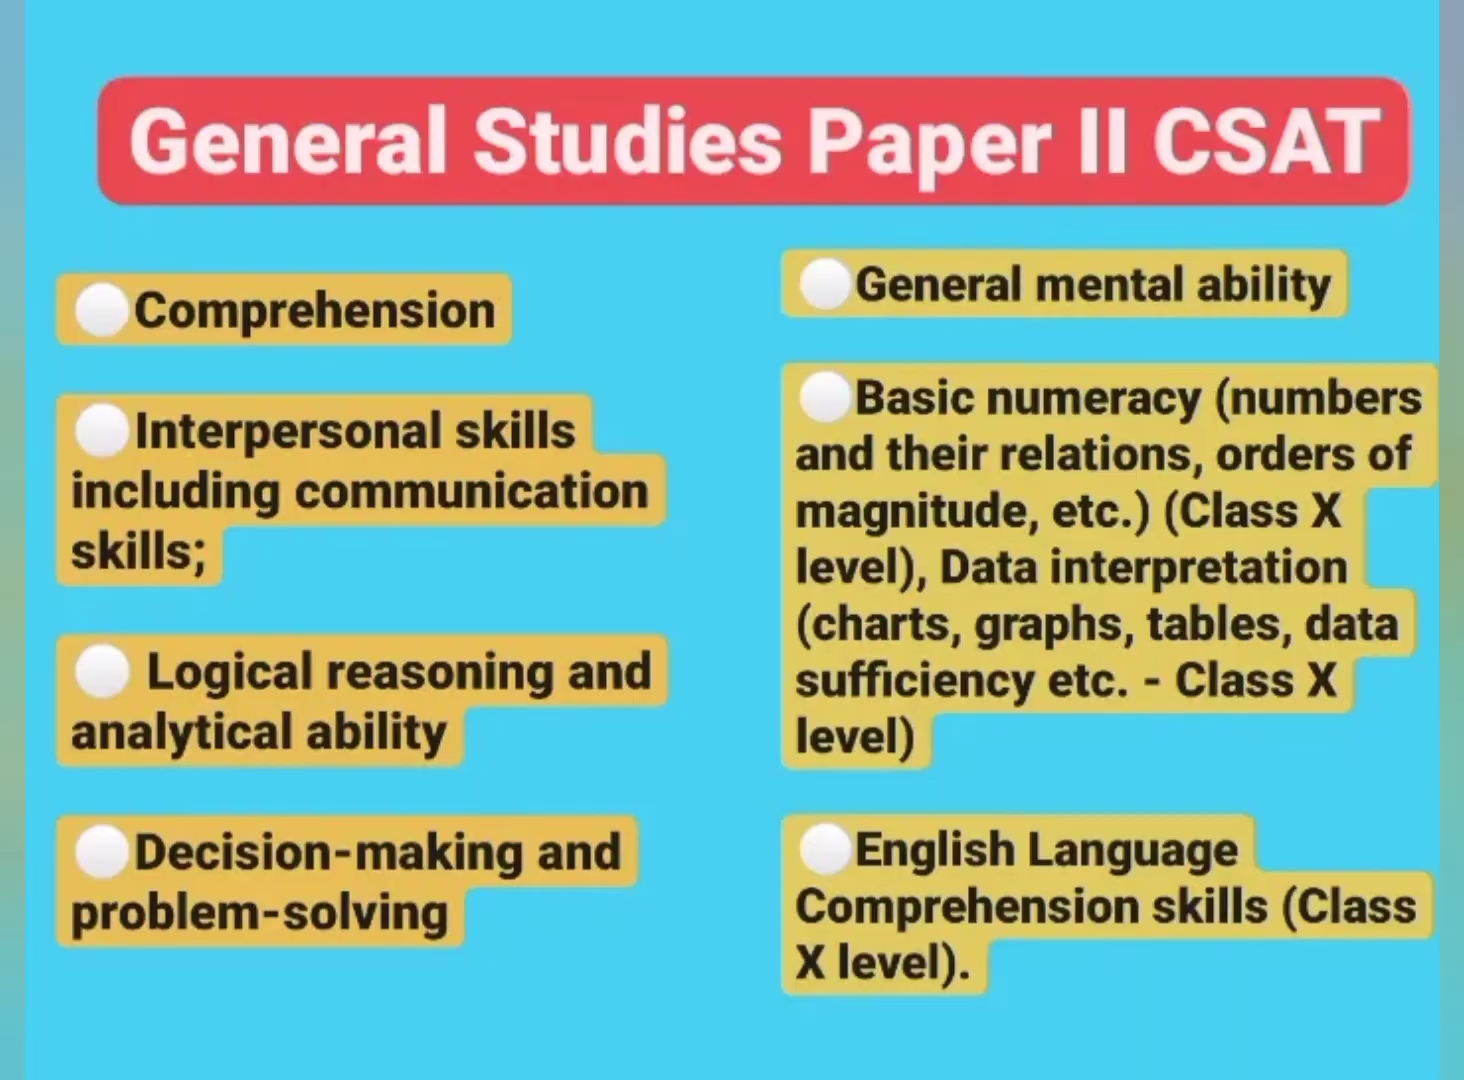 General Studies Paper II CSAT
Comprehension
Interpersonal skills
including communication
skills;
Logical reasoning and
analytical ability
Decision-making and
problem-solving
General mental ability
Basic numeracy (numbers
and their relations, orders of
magnitude, etc.) (Class X
level), Data interpretation
(charts, graphs, tables, data
sufficiency etc. - Class X
level)
English Language
Comprehension skills (Class
X level).